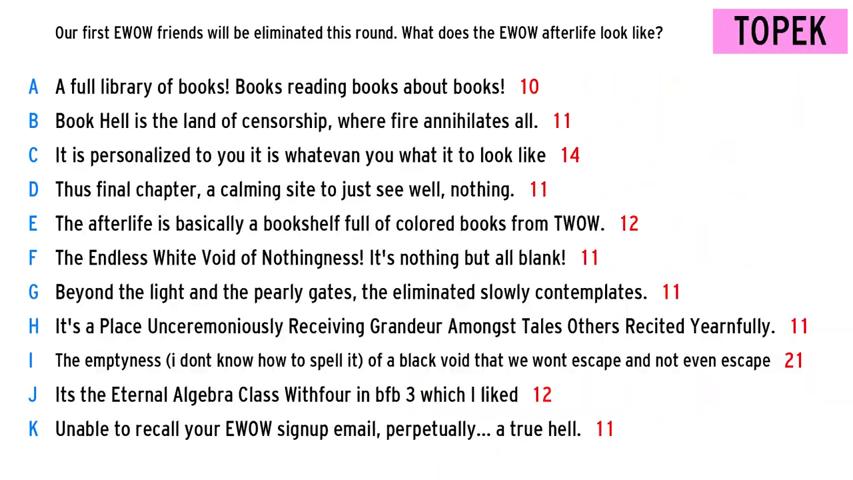 Our first EWOW friends will be eliminated this round. What does the EWOW afterlife look like?
TOPEK
A A full library of books! Books reading books about books! 10
B Book Hell is the land of censorship, where fire annihilates all. 11
C It is personalized to you it is whatevan you what it to look like 14
D Thus final chapter, a calming site to just see well, nothing. 11
E The afterlife is basically a bookshelf full of colored books from TWOW. 12
F The Endless White Void of Nothingness! It's nothing but all blank! 11
G Beyond the light and the pearly gates, the eliminated slowly contemplates. 11
H It's a Place Unceremoniously Receiving Grandeur Amongst Tales Others Recited Yearnfully. 11
I The emptyness (i dont know how to spell it) of a black void that we wont escape and not even escape 21
J Its the Eternal Algebra Class Withfour in bfb 3 which I liked 12
K Unable to recall your EWOW signup email, perpetually... a true hell. 11